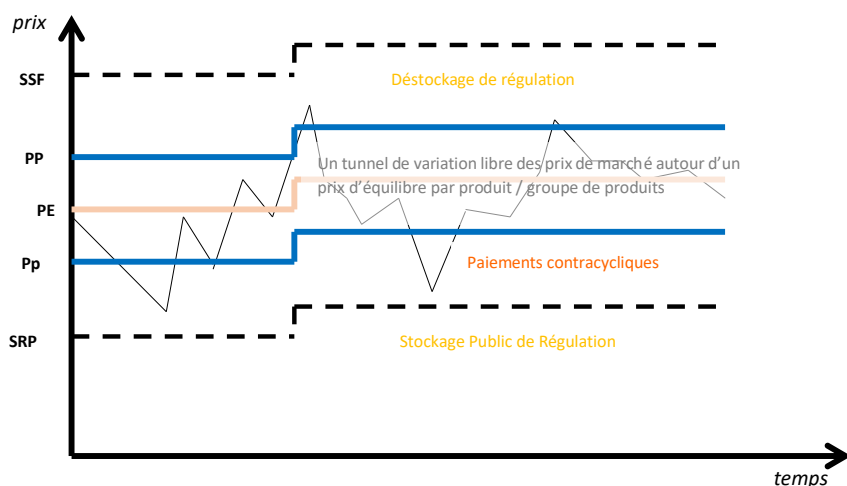 prix
SSF
Déstockage de régulation
PP
Un tunnel de variation libre des prix de marché autour d'un
prix d'équilibre par produit / groupe de produits
PE
Pp
Paiements contracycliques
SRP
Stockage Public de Régulation
temps